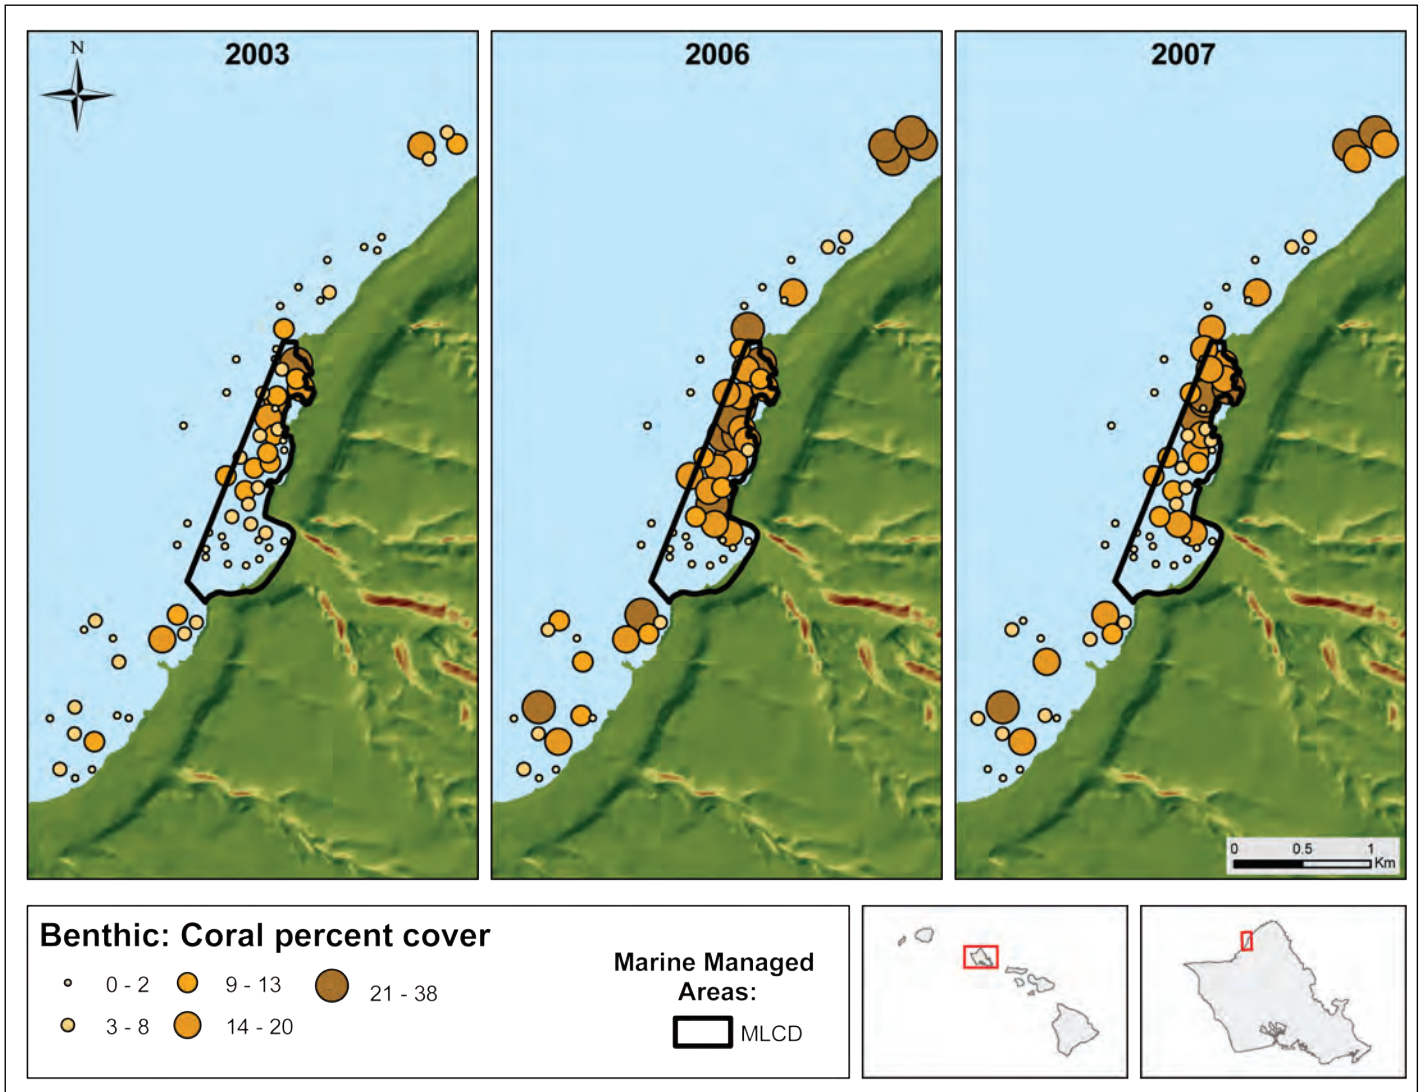 2003
2006
2007
N
0 0.5 1
Km
Benthic: Coral percent cover
0 - 2
9 - 13
21 - 38
3 - 8
14 - 20
Marine Managed
Areas:
MLCD